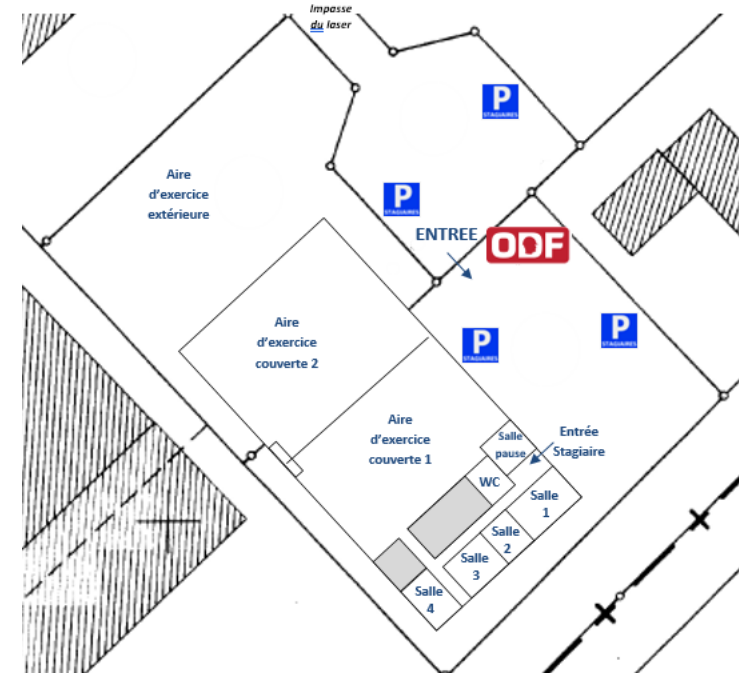 Impasse
du laser
P
STAGIAIRES
Aire
d'exercice
extérieure
P
STAGIAIRES
ENTREE
ODF
Aire
d'exercice
couverte 2
P
STAGIAIRES
P
STAGIAIRES
Aire
d'exercice
couverte 1
Salle
pause
Entrée
Stagiaire
WC
Salle
1
Salle
2
Salle
3
Salle
4